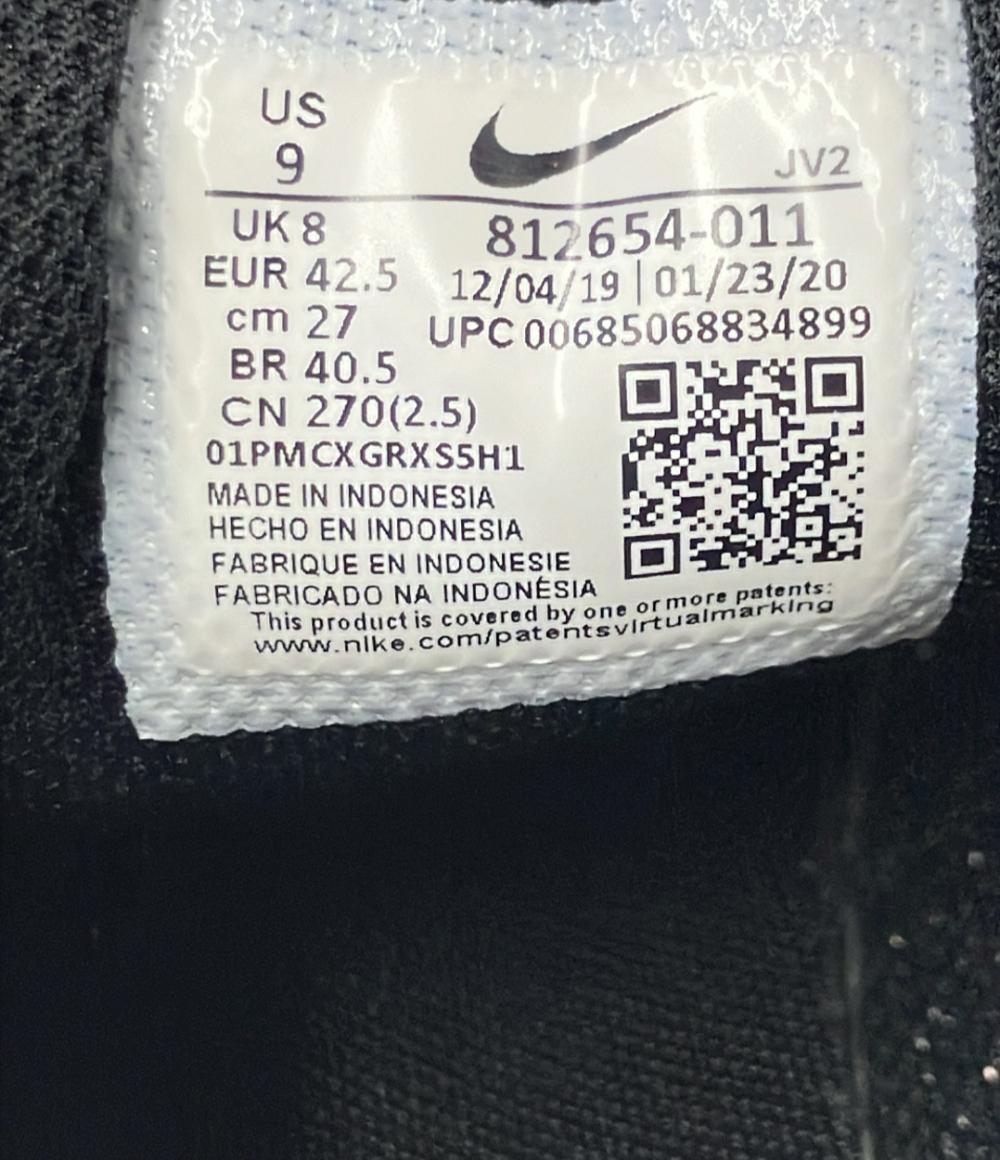 US
9
JV2
UK 8
812654-011
EUR 42.5
12/04/19 | 01/23/20
cm 27
UPC 00685068834899
BR 40.5
CN 270(2.5)
01PMCXGRXS5H1
MADE IN INDONESIA
HECHO EN INDONESIA
FABRIQUE EN INDONESIE
FABRICADO NA INDONÉSIA
This product is covered by one or more patents:
www.nike.com/patentsvirtualmarking